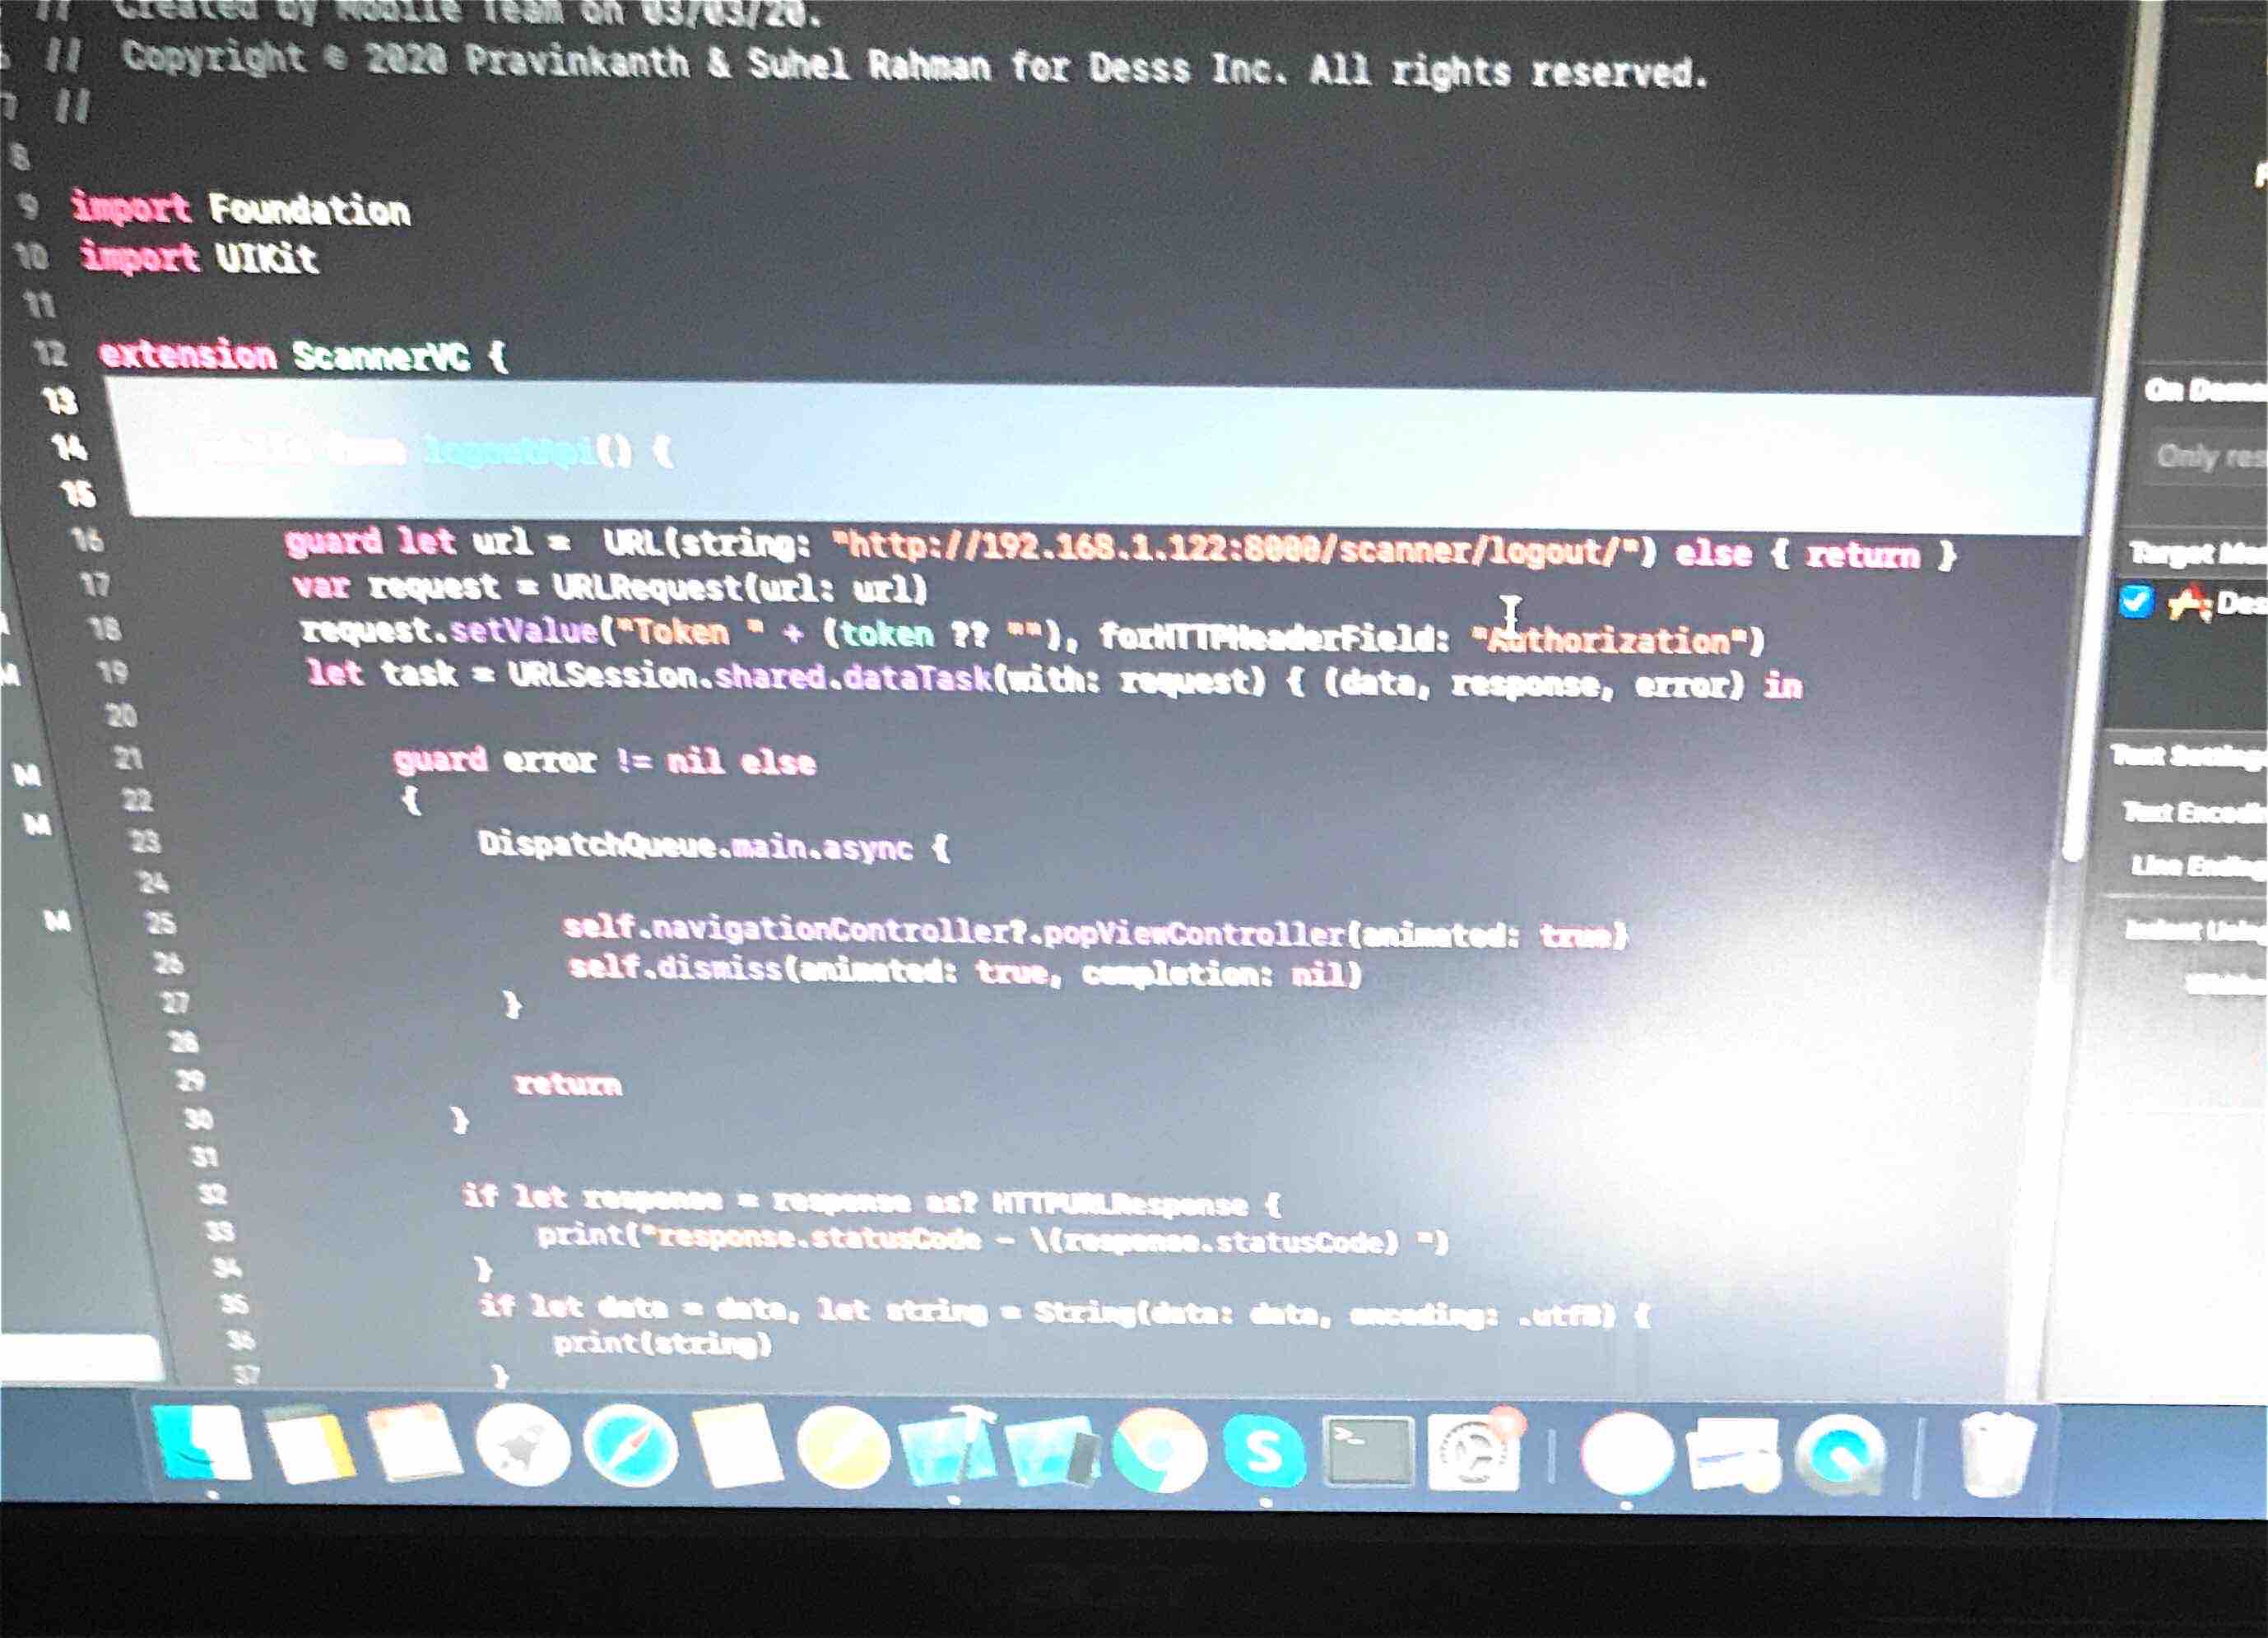 // Created by Mobile Team on 03/03/20.
6 // Copyright © 2020 Pravinkanth & Suhel Rahman for Desss Inc. All rights reserved.
7 //
8
9 import Foundation
10 import UIKit
11
12 extension ScannerVC {
13
14 func logoutApi() {
15
16 guard let url = URL(string: "http://192.168.1.122:8000/scanner/logout/") else { return }
17 var request = URLRequest(url: url)
18 request.setValue("Token " + (token ?? ""), forHTTPHeaderField: "Authorization")
19 let task = URLSession.shared.dataTask(with: request) { (data, response, error) in
20
21 guard error != nil else
22 {
23 DispatchQueue.main.async {
24
25 self.navigationController?.popViewController(animated: true)
26 self.dismiss(animated: true, completion: nil)
27 }
28
29 return
30 }
31
32 if let response = response as? HTTPURLResponse {
33 print("response.statusCode - \(response.statusCode) ")
34 }
35 if let data = data, let string = String(data: data, encoding: .utf8) {
36 print(string)
37 }
M
M
M
M
On Dema
Only res
Target Me
Des
Text Setting
Text Encodi
Line Ending
Indent Usin
S